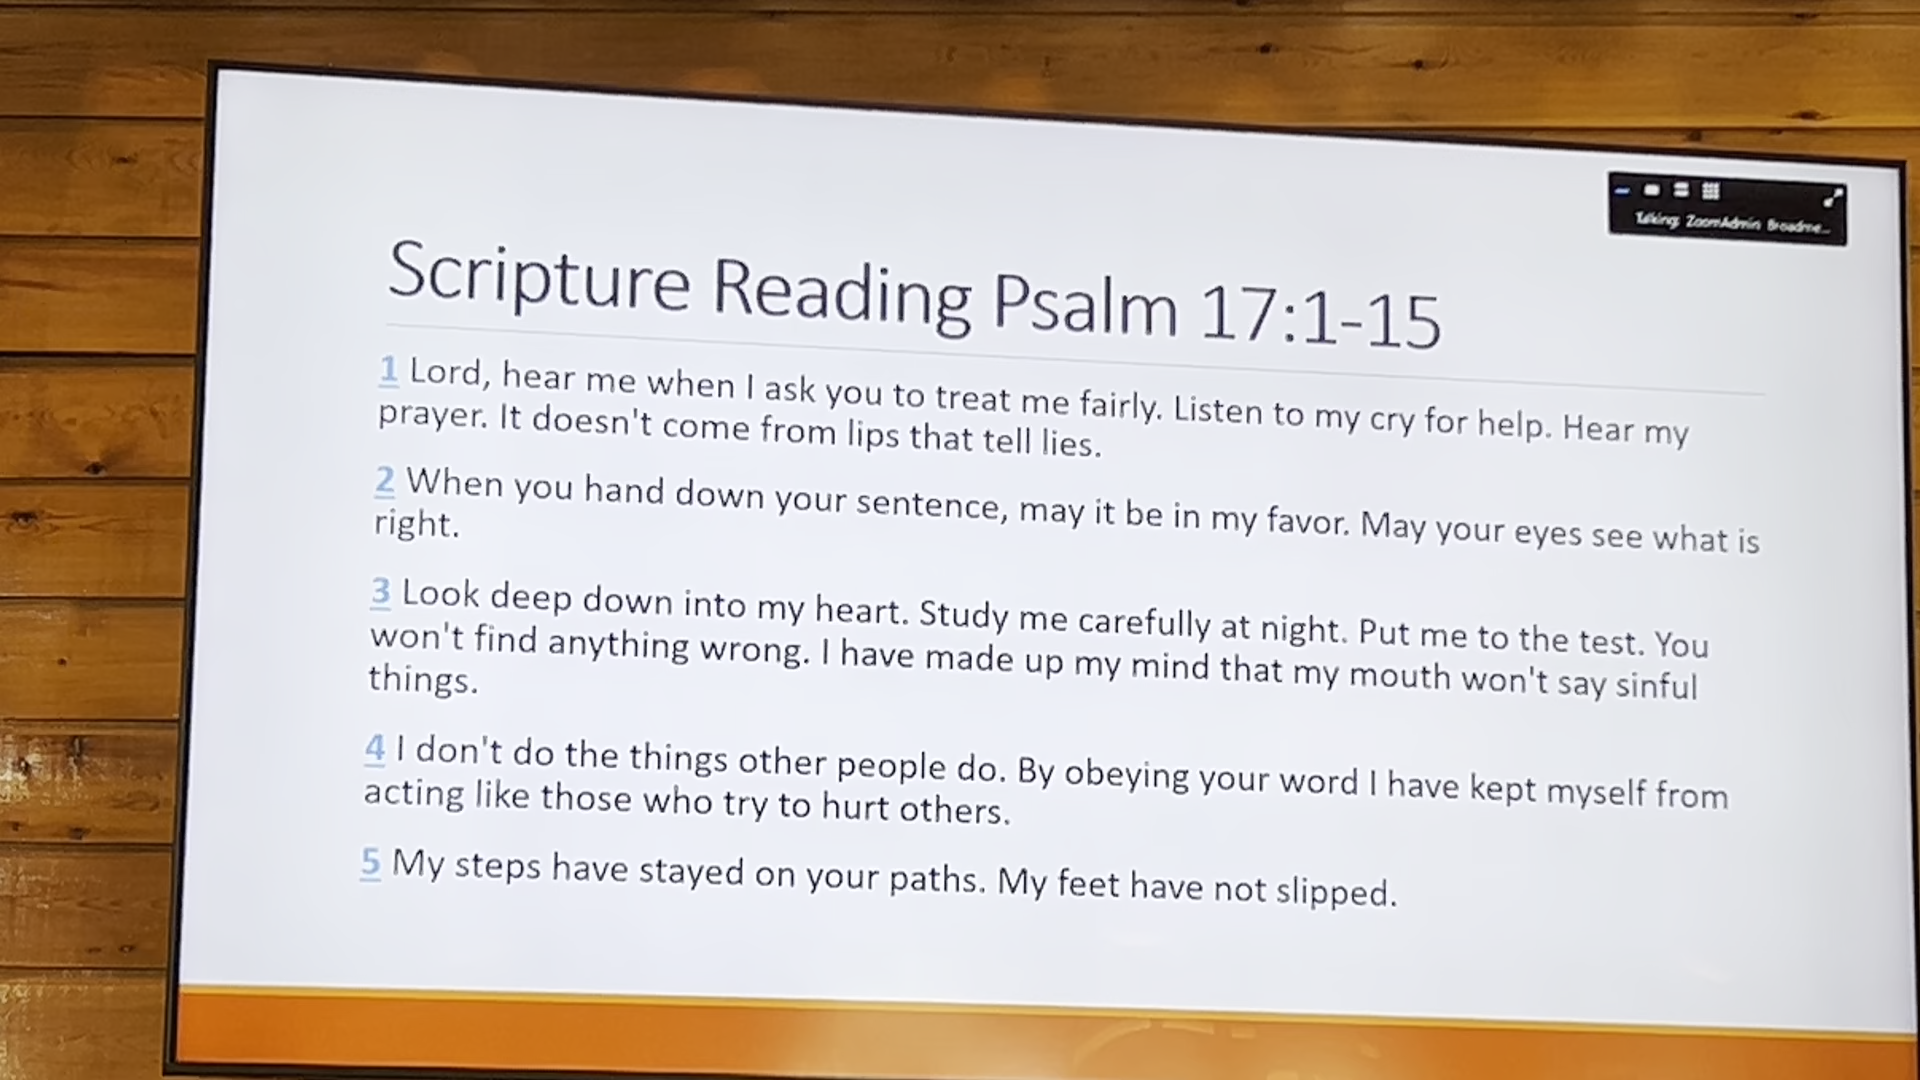 Talking: ZoomAdmin Broadme...
Scripture Reading Psalm 17:1-15
1 Lord, hear me when I ask you to treat me fairly. Listen to my cry for help. Hear my
prayer. It doesn't come from lips that tell lies.
2 When you hand down your sentence, may it be in my favor. May your eyes see what is
right.
3 Look deep down into my heart. Study me carefully at night. Put me to the test. You
won't find anything wrong. I have made up my mind that my mouth won't say sinful
things.
4 I don't do the things other people do. By obeying your word I have kept myself from
acting like those who try to hurt others.
5 My steps have stayed on your paths. My feet have not slipped.